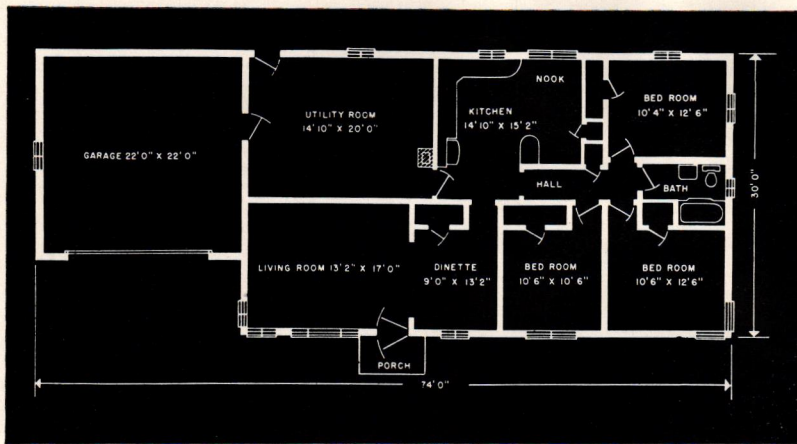 NOOK
BED ROOM
10'4" X 12'6"
UTILITY ROOM
14'10" X 20'0"
KITCHEN
14'10" X 15'2"
GARAGE 22'0" X 22'0"
HALL
BATH
30'0"
LIVING ROOM 13'2" X 17'0"
DINETTE
9'0" X 13'2"
BED ROOM
10'6" X 10'6"
BED ROOM
10'6" X 12'6"
PORCH
74'0"